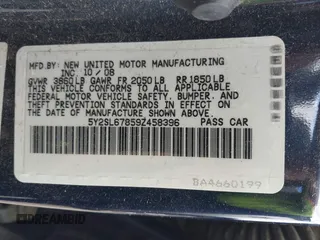 MFD. BY NEW UNITED MOTOR MANUFACTURING
INC. 10 / 08
GVWR 3860LB GAWR FR 2050LB RR 1850LB
THIS VEHICLE CONFORMS TO ALL APPLICABLE
FEDERAL MOTOR VEHICLE SAFETY, BUMPER, AND
THEFT PREVENTION STANDARDS IN EFFECT ON
THE DATE OF MANUFACTURE SHOWN ABOVE.
5Y2SL67859Z458396 PASS CAR
BA4660199
DREAMBID